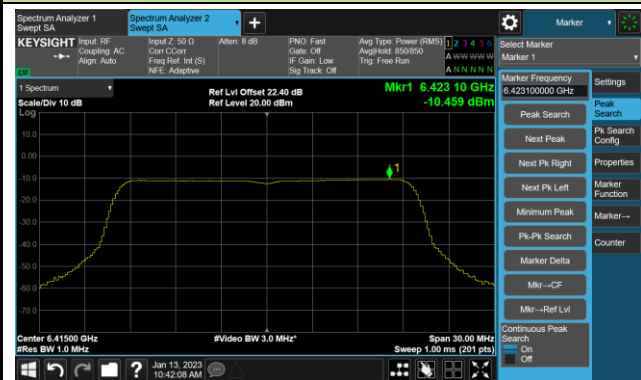 Spectrum Analyzer 1
Swept SA
Spectrum Analyzer 2
Swept SA
Marker
KEYSIGHT
Input: RF
Coupling: AC
Align: Auto
Input Z: 50 Ω
Corr CCorr
Freq Ref: Int (S)
NFE: Adaptive
Atten: 8 dB
PNO: Fast
Gate: Off
IF Gain: Low
Sig Track: Off
Avg Type: Power (RMS)
Avg|Hold: 850/850
Trig: Free Run
1 2 3 4 5 6
A W W W W W
A N N N N N
Select Marker
Marker 1
1 Spectrum
Scale/Div 10 dB
Log
Ref Lvl Offset 22.40 dB
Ref Level 20.00 dBm
Mkr1 6.423 10 GHz
-10.459 dBm
10.0
0.00
-10.0
-20.0
-30.0
-40.0
-50.0
-60.0
-70.0
1
Center 6.41500 GHz
#Res BW 1.0 MHz
#Video BW 3.0 MHz*
Span 30.00 MHz
Sweep 1.00 ms (201 pts)
Marker Frequency
6.423100000 GHz
Peak Search
Next Peak
Next Pk Right
Next Pk Left
Minimum Peak
Pk-Pk Search
Marker Delta
Mkr→CF
Mkr→Ref Lvl
Continuous Peak
Search
On
Off
Settings
Peak
Search
Pk Search
Config
Properties
Marker
Function
Marker→
Counter
Jan 13, 2023
10:42:08 AM